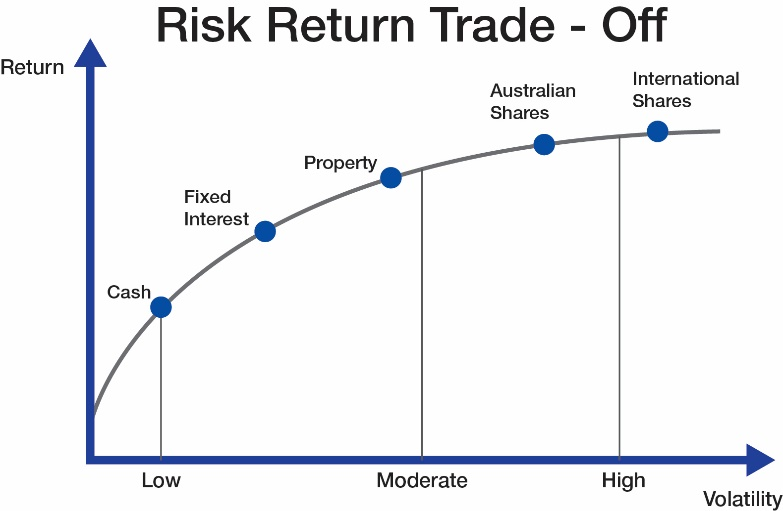 Risk Return Trade - Off
Return
International
Shares
Australian
Shares
Property
Fixed
Interest
Cash
Low
Moderate
High
Volatility